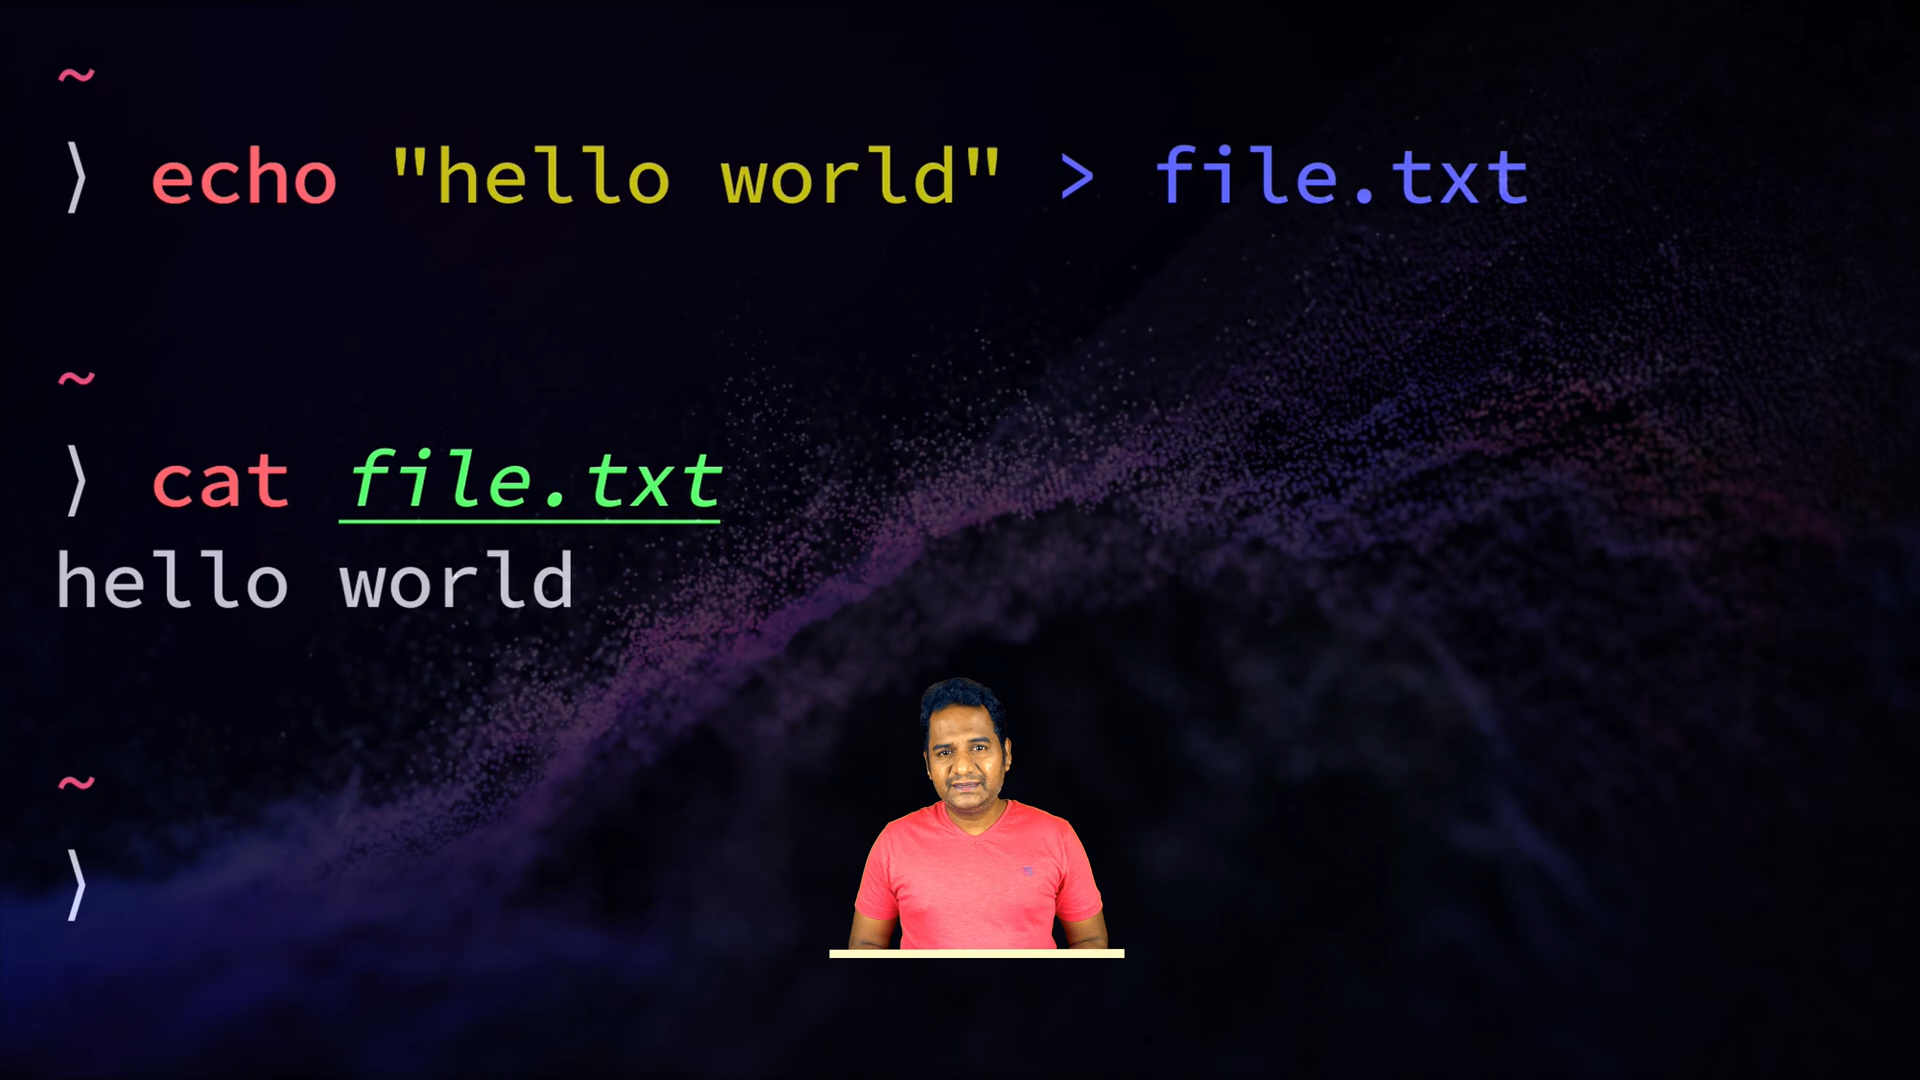 ~
⟩ echo "hello world" > file.txt
~
⟩ cat file.txt
hello world
~
⟩